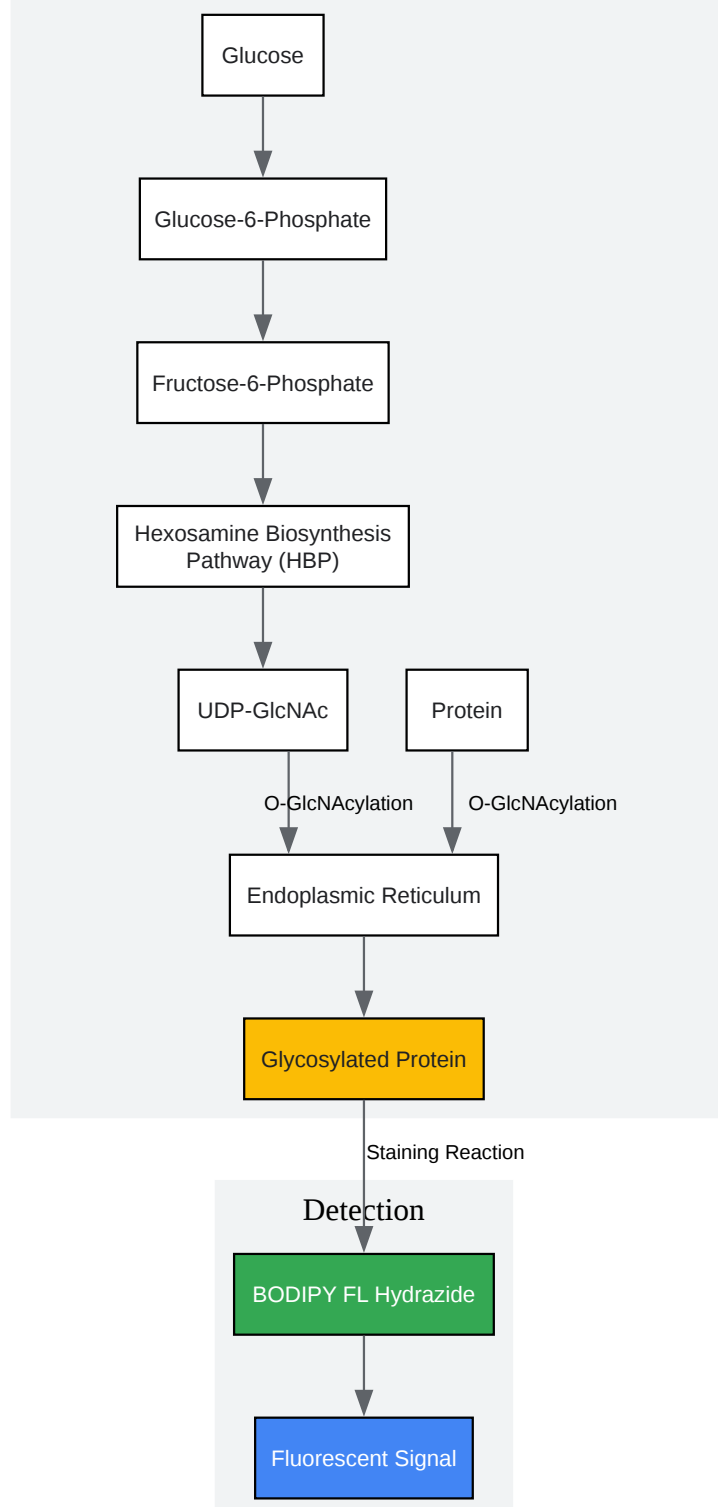 Glucose
Glucose-6-Phosphate
Fructose-6-Phosphate
Hexosamine Biosynthesis
Pathway (HBP)
UDP-GlcNAc
Protein
O-GlcNAcylation
O-GlcNAcylation
Endoplasmic Reticulum
Glycosylated Protein
Staining Reaction
Detection
BODIPY FL Hydrazide
Fluorescent Signal